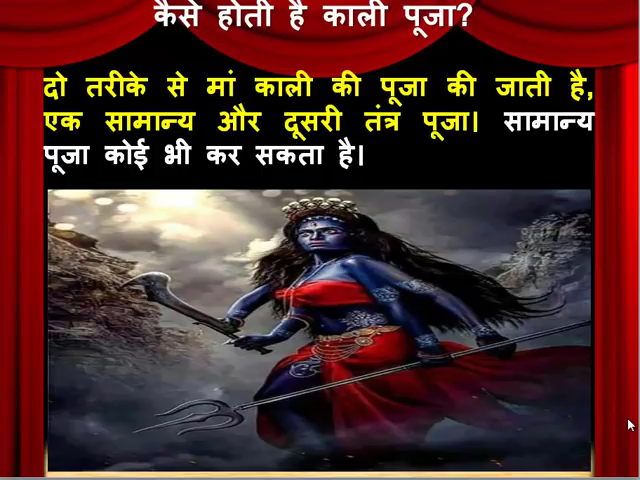 कैसे होती है काली पूजा?
दो तरीके से मां काली की पूजा की जाती है,
एक सामान्य और दूसरी तंत्र पूजा। सामान्य
पूजा कोई भी कर सकता है।